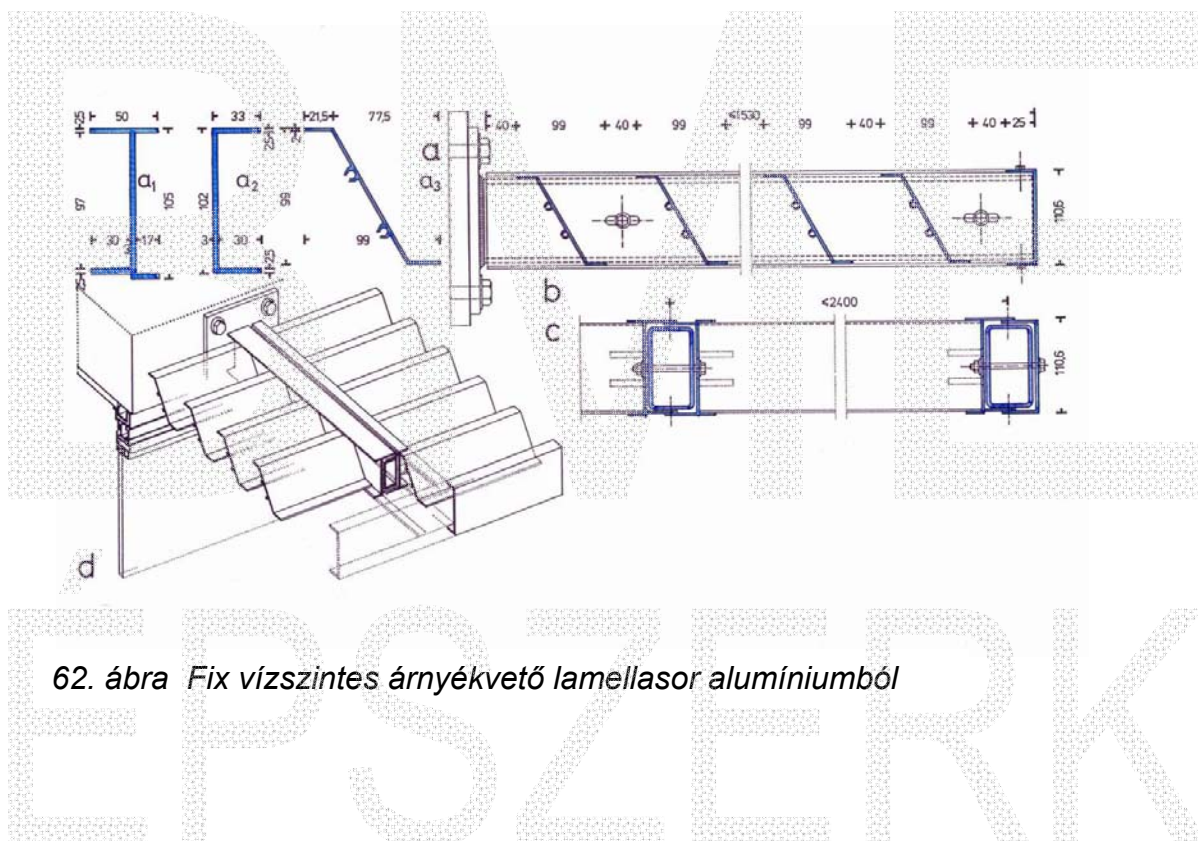 BME
25 50 33 21,5 77,5
40 99 40 99 ≤1530 99 40 99 40 25
a
a₁ a₂ a₃
97 105 102 25 99 110,5
30 17 3 30 99
25 25
b
c
≤2400
110,5
d
62. ábra Fix vízszintes árnyékvető lamellasor alumíniumból
ÉPSZERK